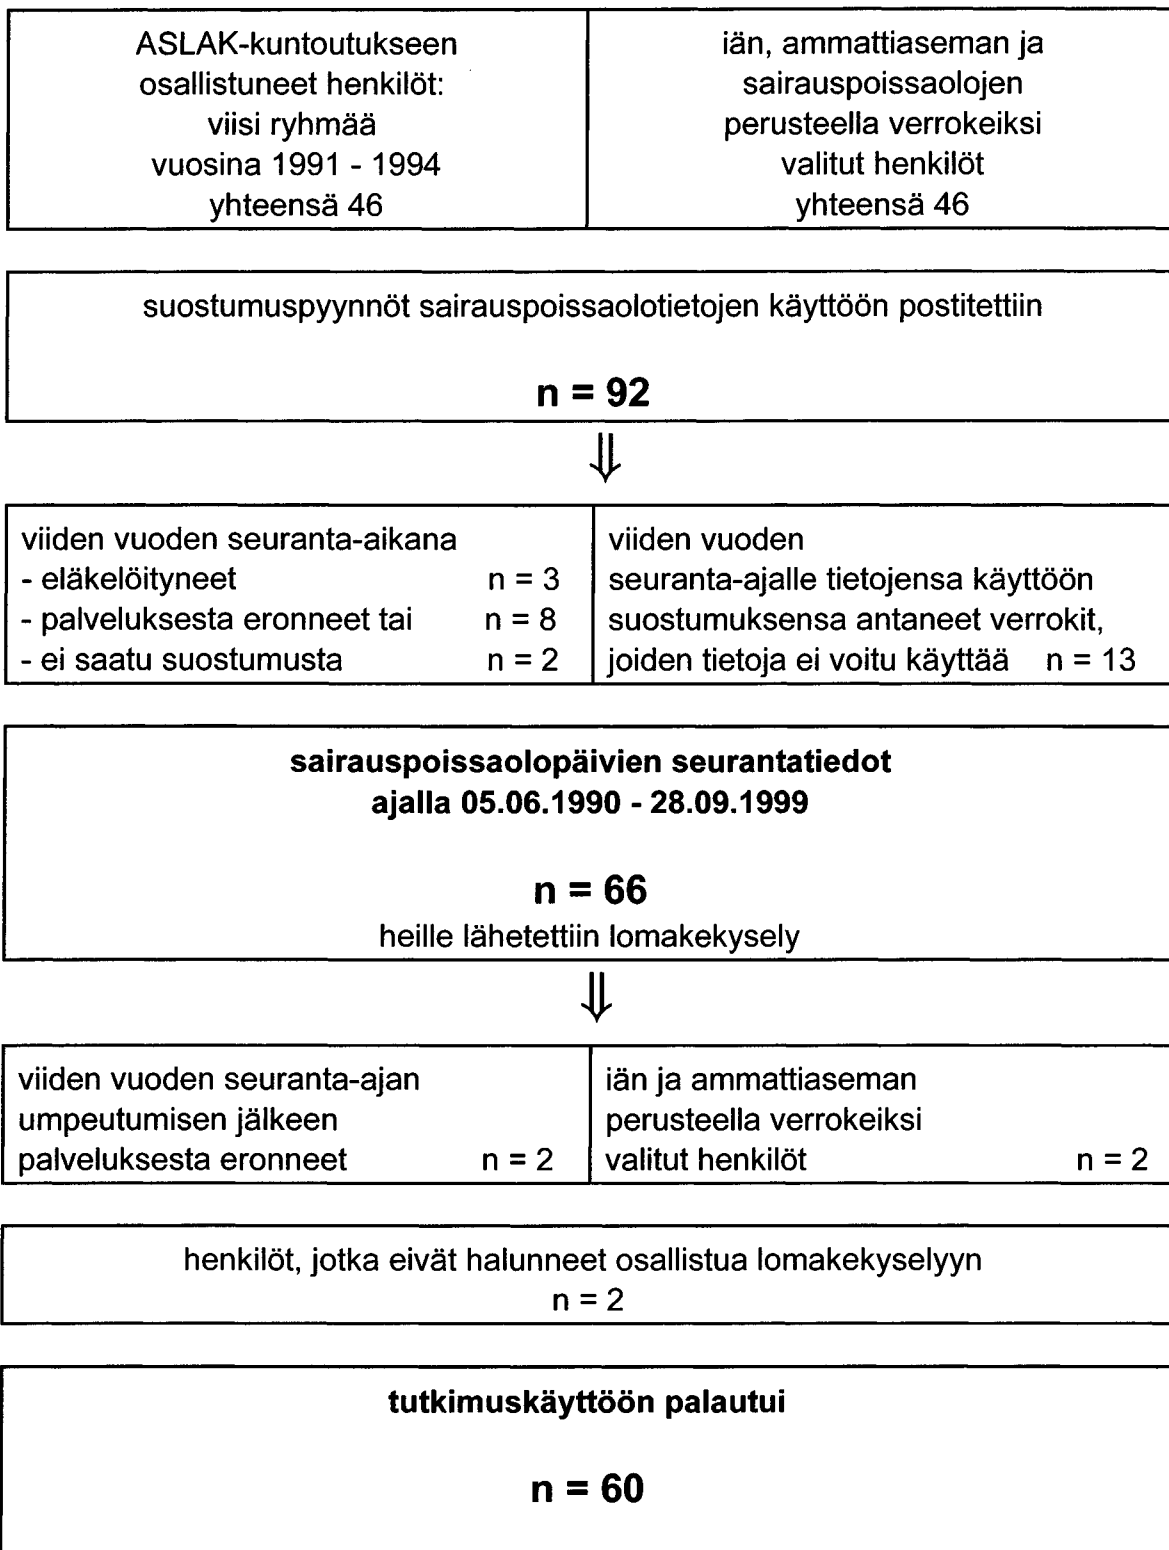 ASLAK-kuntoutukseen
osallistuneet henkilöt:
viisi ryhmää
vuosina 1991 - 1994
yhteensä 46
iän, ammattiaseman ja
sairauspoissaolojen
perusteella verrokeiksi
valitut henkilöt
yhteensä 46
suostumuspyynnöt sairauspoissaolotietojen käyttöön postitettiin
n = 92
⇓
viiden vuoden seuranta-aikana
- eläkelöityneet n = 3
- palveluksesta eronneet tai n = 8
- ei saatu suostumusta n = 2
viiden vuoden
seuranta-ajalle tietojensa käyttöön
suostumuksensa antaneet verrokit,
joiden tietoja ei voitu käyttää n = 13
sairauspoissaolopäivien seurantatiedot
ajalla 05.06.1990 - 28.09.1999
n = 66
heille lähetettiin lomakekysely
⇓
viiden vuoden seuranta-ajan
umpeutumisen jälkeen
palveluksesta eronneet n = 2
iän ja ammattiaseman
perusteella verrokeiksi
valitut henkilöt n = 2
henkilöt, jotka eivät halunneet osallistua lomakekyselyyn
n = 2
tutkimuskäyttöön palautui
n = 60